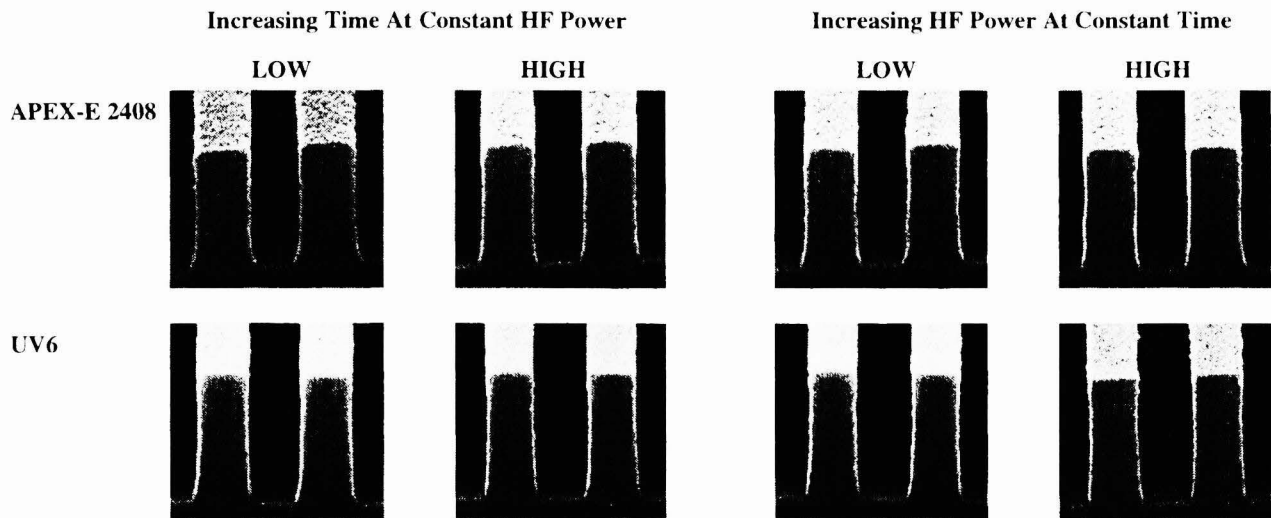 Increasing Time At Constant HF Power
Increasing HF Power At Constant Time
LOW
HIGH
LOW
HIGH
APEX-E 2408
UV6